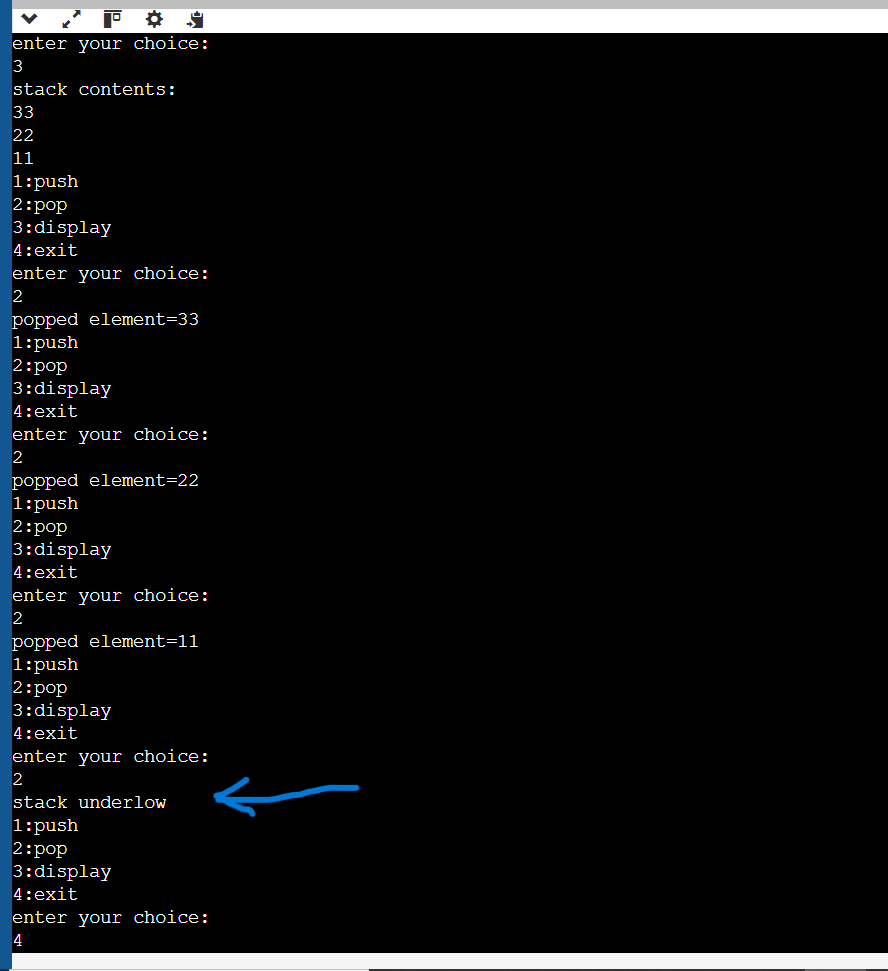 enter your choice:
3
stack contents:
33
22
11
1:push
2:pop
3:display
4:exit
enter your choice:
2
popped element=33
1:push
2:pop
3:display
4:exit
enter your choice:
2
popped element=22
1:push
2:pop
3:display
4:exit
enter your choice:
2
popped element=11
1:push
2:pop
3:display
4:exit
enter your choice:
2
stack underlow
1:push
2:pop
3:display
4:exit
enter your choice:
4